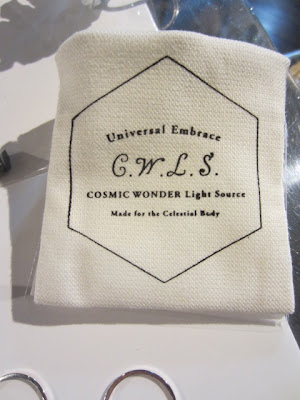 Universal Embrace
C.W.L.S.
COSMIC WONDER Light Source
Made for the Celestial Body